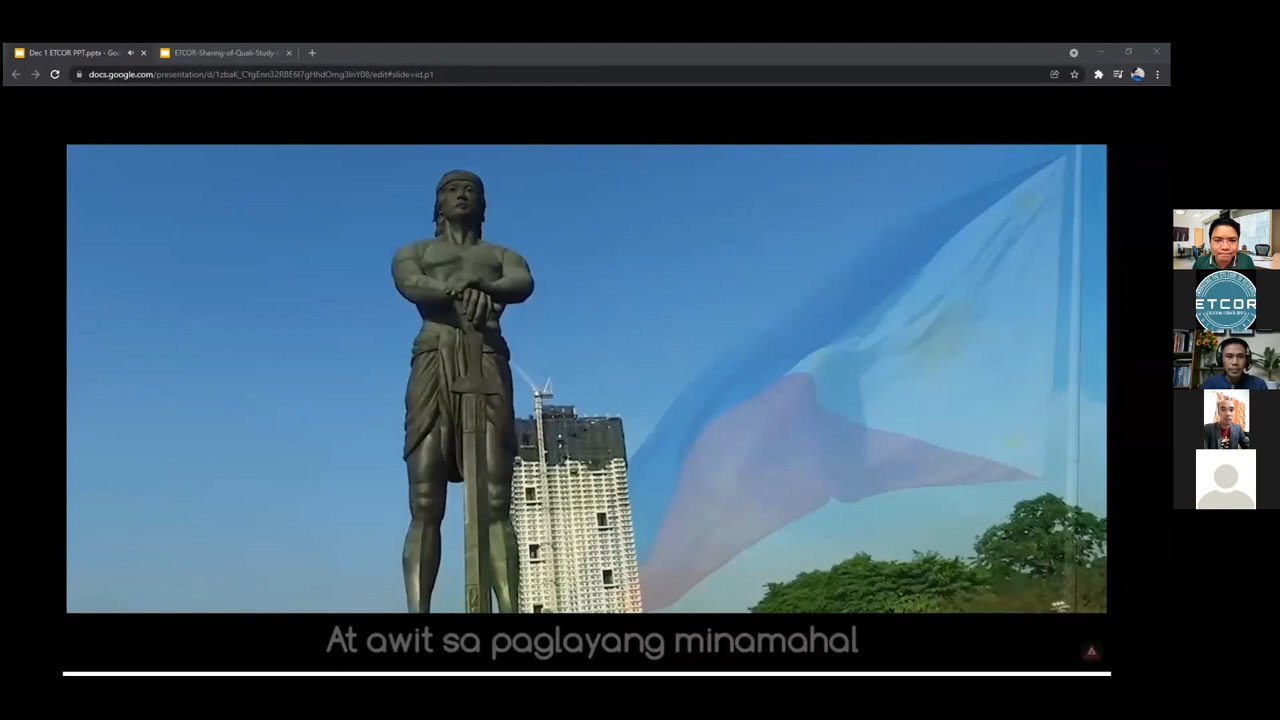 Dec 1 ETCOR PPT.pptx - Goo
ETCOR-Sharing-of-Quali-Study-
docs.google.com/presentation/d/1zbaK_CYgEnn32RBE6I7gHhdOmg3InY08/edit#slide=id.p1
ETCOR
At awit sa paglayang minamahal